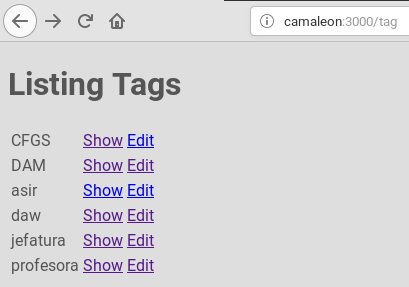 camaleon:3000/tag
Listing Tags
CFGS Show Edit
DAM Show Edit
asir Show Edit
daw Show Edit
jefatura Show Edit
profesora Show Edit